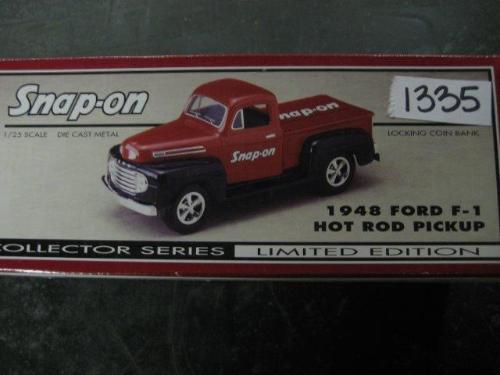 Snap-on
1/25 SCALE DIE CAST METAL
1335
LOCKING COIN BANK
Snap-on
Snap-on
1948 FORD F-1
HOT ROD PICKUP
COLLECTOR SERIES LIMITED EDITION